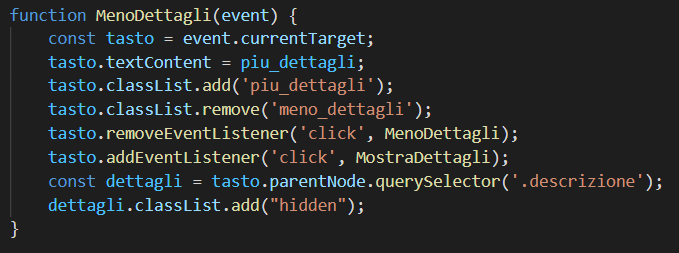 function MenoDettagli(event) {
    const tasto = event.currentTarget;
    tasto.textContent = piu_dettagli;
    tasto.classList.add('piu_dettagli');
    tasto.classList.remove('meno_dettagli');
    tasto.removeEventListener('click', MenoDettagli);
    tasto.addEventListener('click', MostraDettagli);
    const dettagli = tasto.parentNode.querySelector('.descrizione');
    dettagli.classList.add("hidden");
}